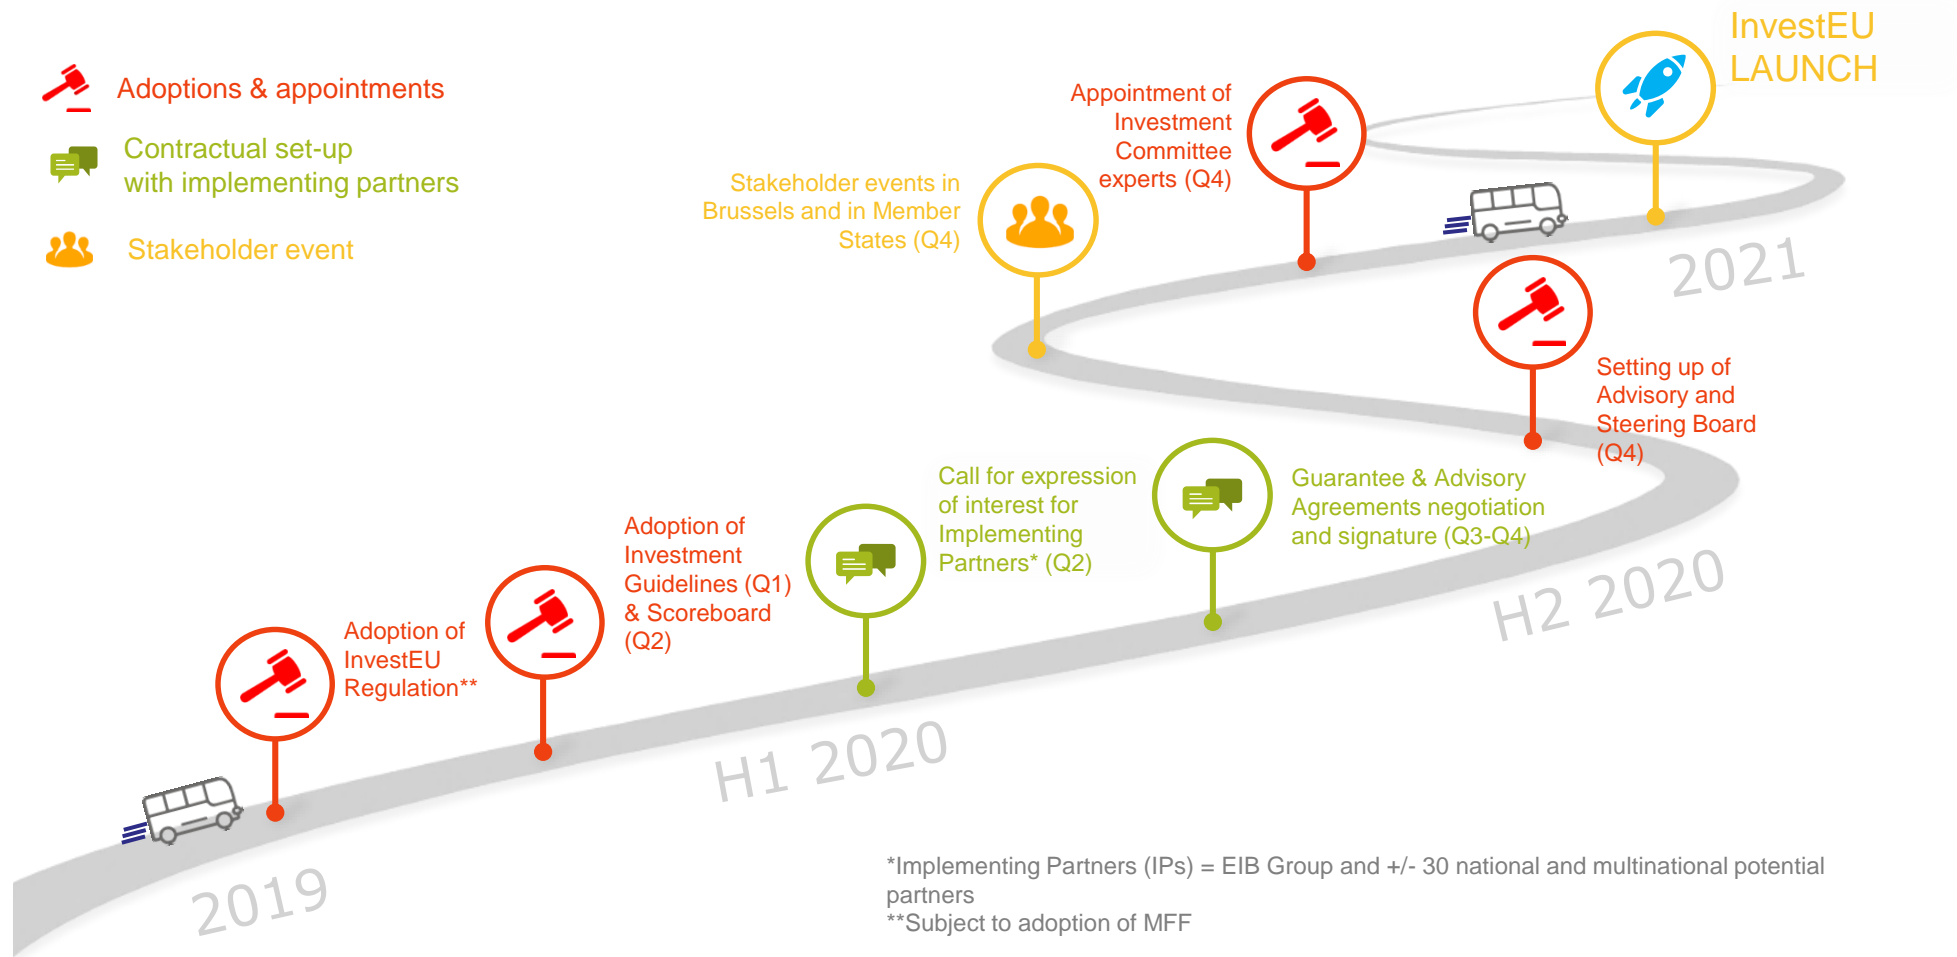 Adoptions & appointments
Contractual set-up
with implementing partners
Stakeholder event
2019
Adoption of
InvestEU
Regulation**
Adoption of
Investment
Guidelines (Q1)
& Scoreboard
(Q2)
H1 2020
Call for expression
of interest for
Implementing
Partners* (Q2)
Guarantee & Advisory
Agreements negotiation
and signature (Q3-Q4)
H2 2020
Setting up of
Advisory and
Steering Board
(Q4)
Stakeholder events in
Brussels and in Member
States (Q4)
Appointment of
Investment
Committee
experts (Q4)
2021
InvestEU
LAUNCH
*Implementing Partners (IPs) = EIB Group and +/- 30 national and multinational potential
partners
**Subject to adoption of MFF